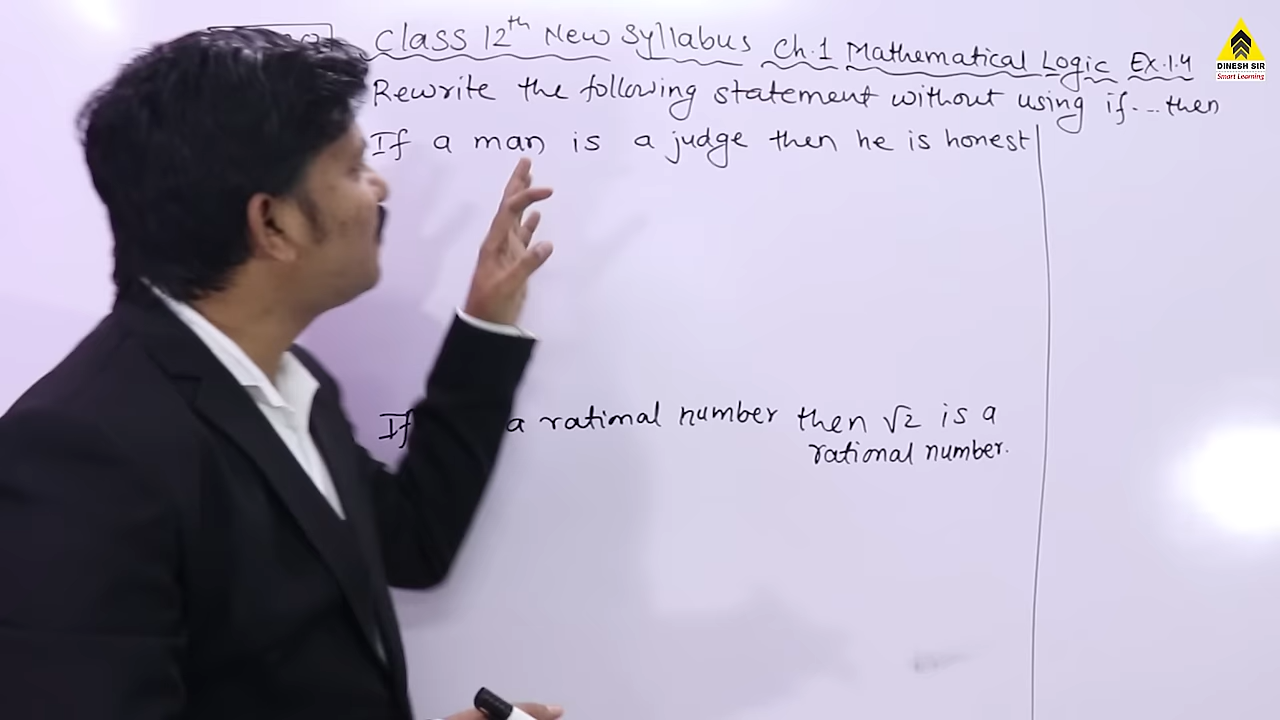 Class 12th New Syllabus Ch.1 Mathematical Logic Ex.1.4
Rewrite the following statement without using if....then
If a man is a judge then he is honest
If a rational number then √2 is a
rational number.
DINESH SIR
Smart Learning